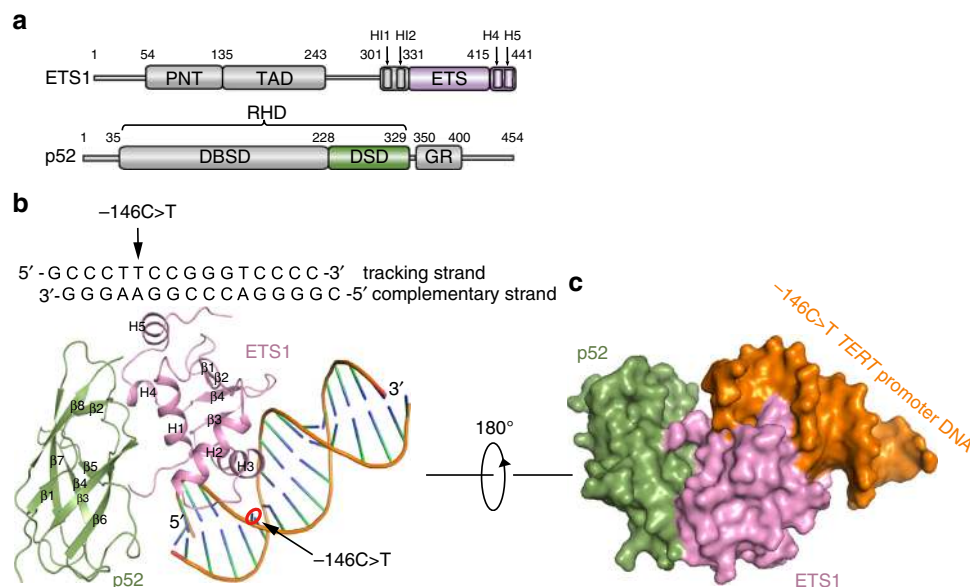 a
HI1 HI2 H4 H5
1 54 135 243 301 331 415 441
ETS1 PNT TAD ETS
RHD
1 35 228 329 350 400 454
p52 DBSD DSD GR
b
−146C>T
5′ -G C C C T T C C G G G T C C C C -3′ tracking strand
3′-G G G A A G G C C C A G G G G C -5′ complementary strand
H5
ETS1
β1
β2
H4
β4
3′
β8 β2
H1
β3
H2
H3
β7
β5
β4
β1
β3
β6
5′
−146C>T
p52
180°
c
p52
−146C>T TERT promoter DNA
ETS1